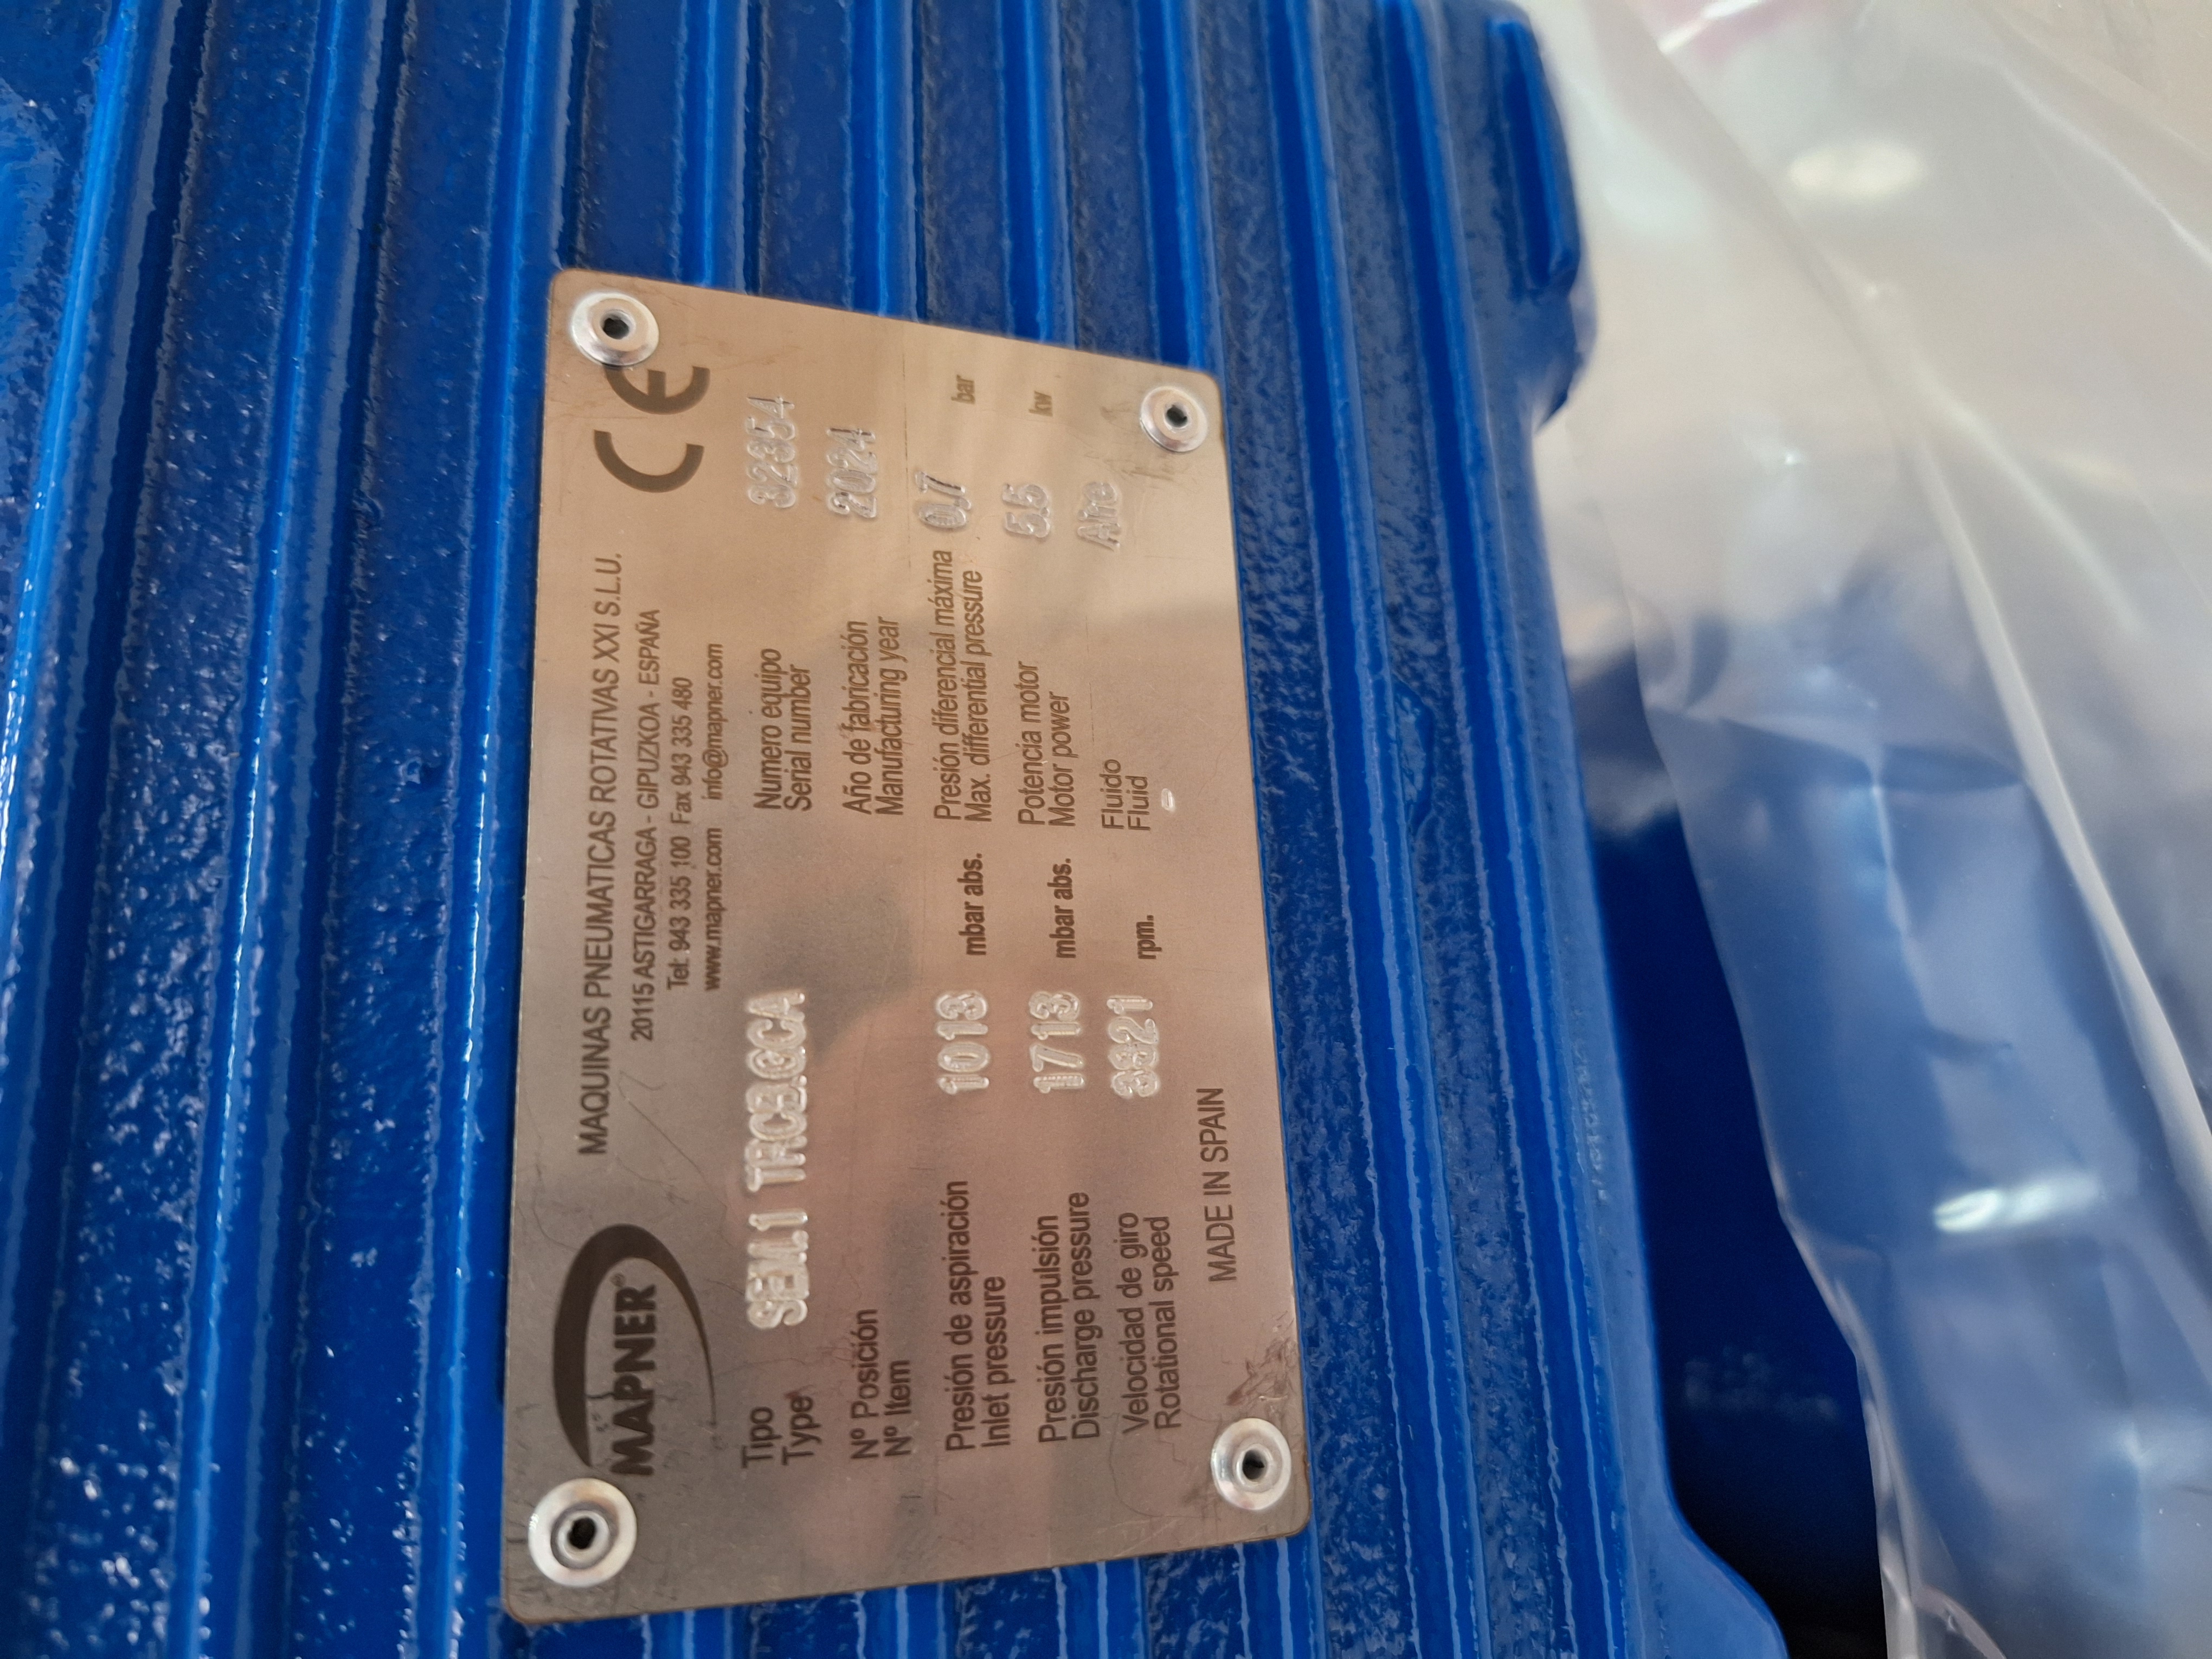 MAPNER®
MAQUINAS PNEUMATICAS ROTATIVAS XXI S.L.U.
20115 ASTIGARRAGA - GIPUZKOA - ESPAÑA
Tel: 943 335 100 Fax 943 335 480
www.mapner.com info@mapner.com
CE
Tipo
Type
SEM.1
Numero equipo
Serial number
Nº Posición
Nº Item
Año de fabricación
Manufacturing year
2024
Presión de aspiración
Inlet pressure
1013 mbar abs.
Presión diferencial máxima
Max. differential pressure
0,7 bar
Presión impulsión
Discharge pressure
1713 mbar abs.
Potencia motor
Motor power
5.5 kw
Velocidad de giro
Rotational speed
rpm.
Fluido
Fluid
Aire
MADE IN SPAIN